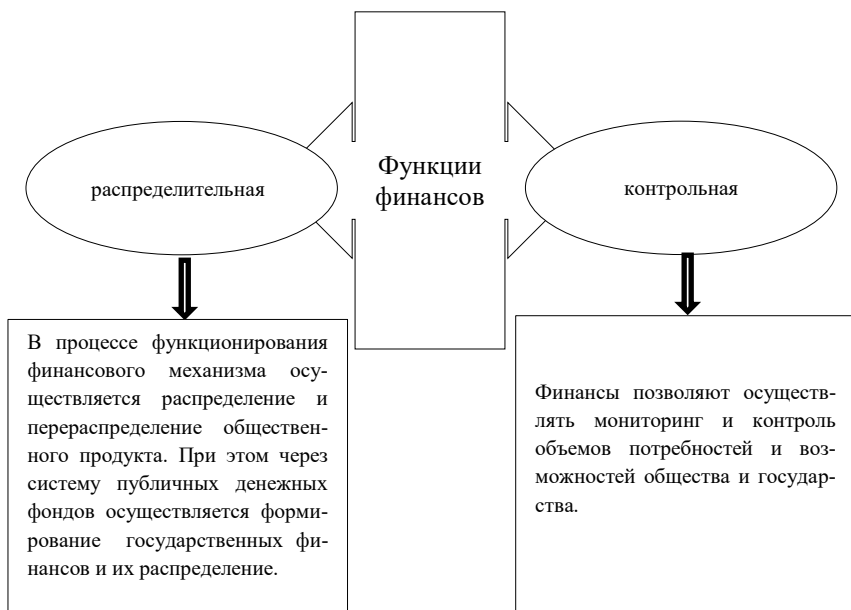 Функции
финансов
распределительная
контрольная
В процессе функционирования
финансового механизма осу-
ществляется распределение и
перераспределение общественн-
ого продукта. При этом через
систему публичных денежных
фондов осуществляется форми-
рование государственных фи-
нансов и их распределение.
Финансы позволяют осуществ-
лять мониторинг и контроль
объемов потребностей и воз-
можностей общества и государ-
ства.